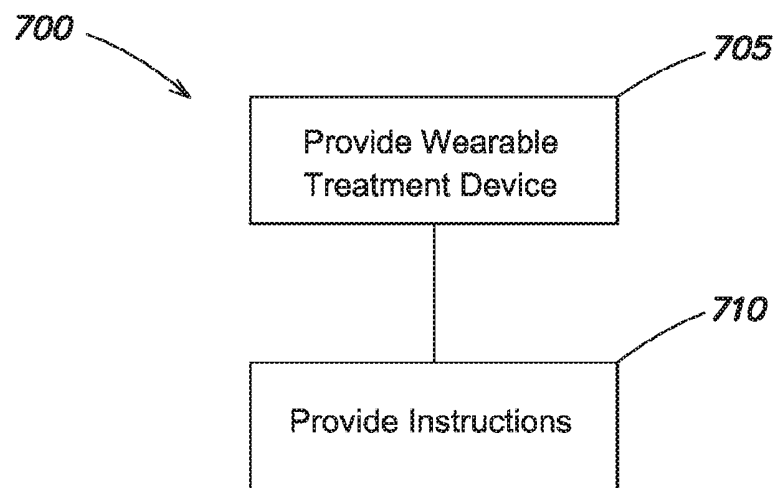 700
705
Provide Wearable
Treatment Device
710
Provide Instructions